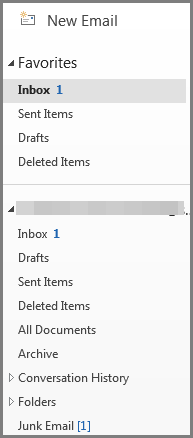 New Email
Favorites
Inbox 1
Sent Items
Drafts
Deleted Items
Inbox 1
Drafts
Sent Items
Deleted Items
All Documents
Archive
Conversation History
Folders
Junk Email [1]